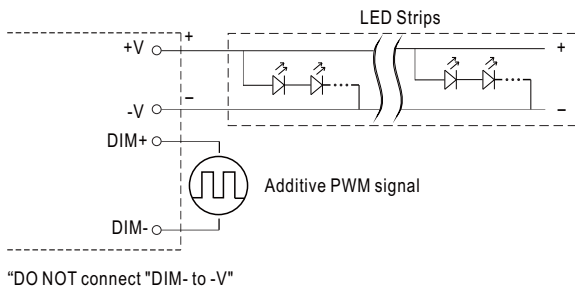 LED Strips
+V + +
-V – –
DIM+
Additive PWM signal
DIM-
“DO NOT connect "DIM- to -V"